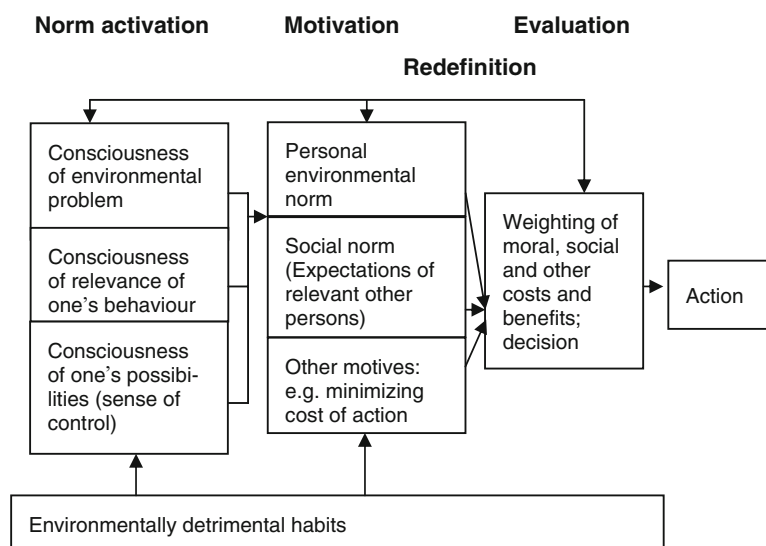 Norm activation
Motivation
Evaluation
Redefinition
Consciousness
of environmental
problem
Consciousness
of relevance of
one's behaviour
Consciousness
of one's possibi-
lities (sense of
control)
Personal
environmental
norm
Social norm
(Expectations of
relevant other
persons)
Other motives:
e.g. minimizing
cost of action
Weighting of
moral, social
and other
costs and
benefits;
decision
Action
Environmentally detrimental habits